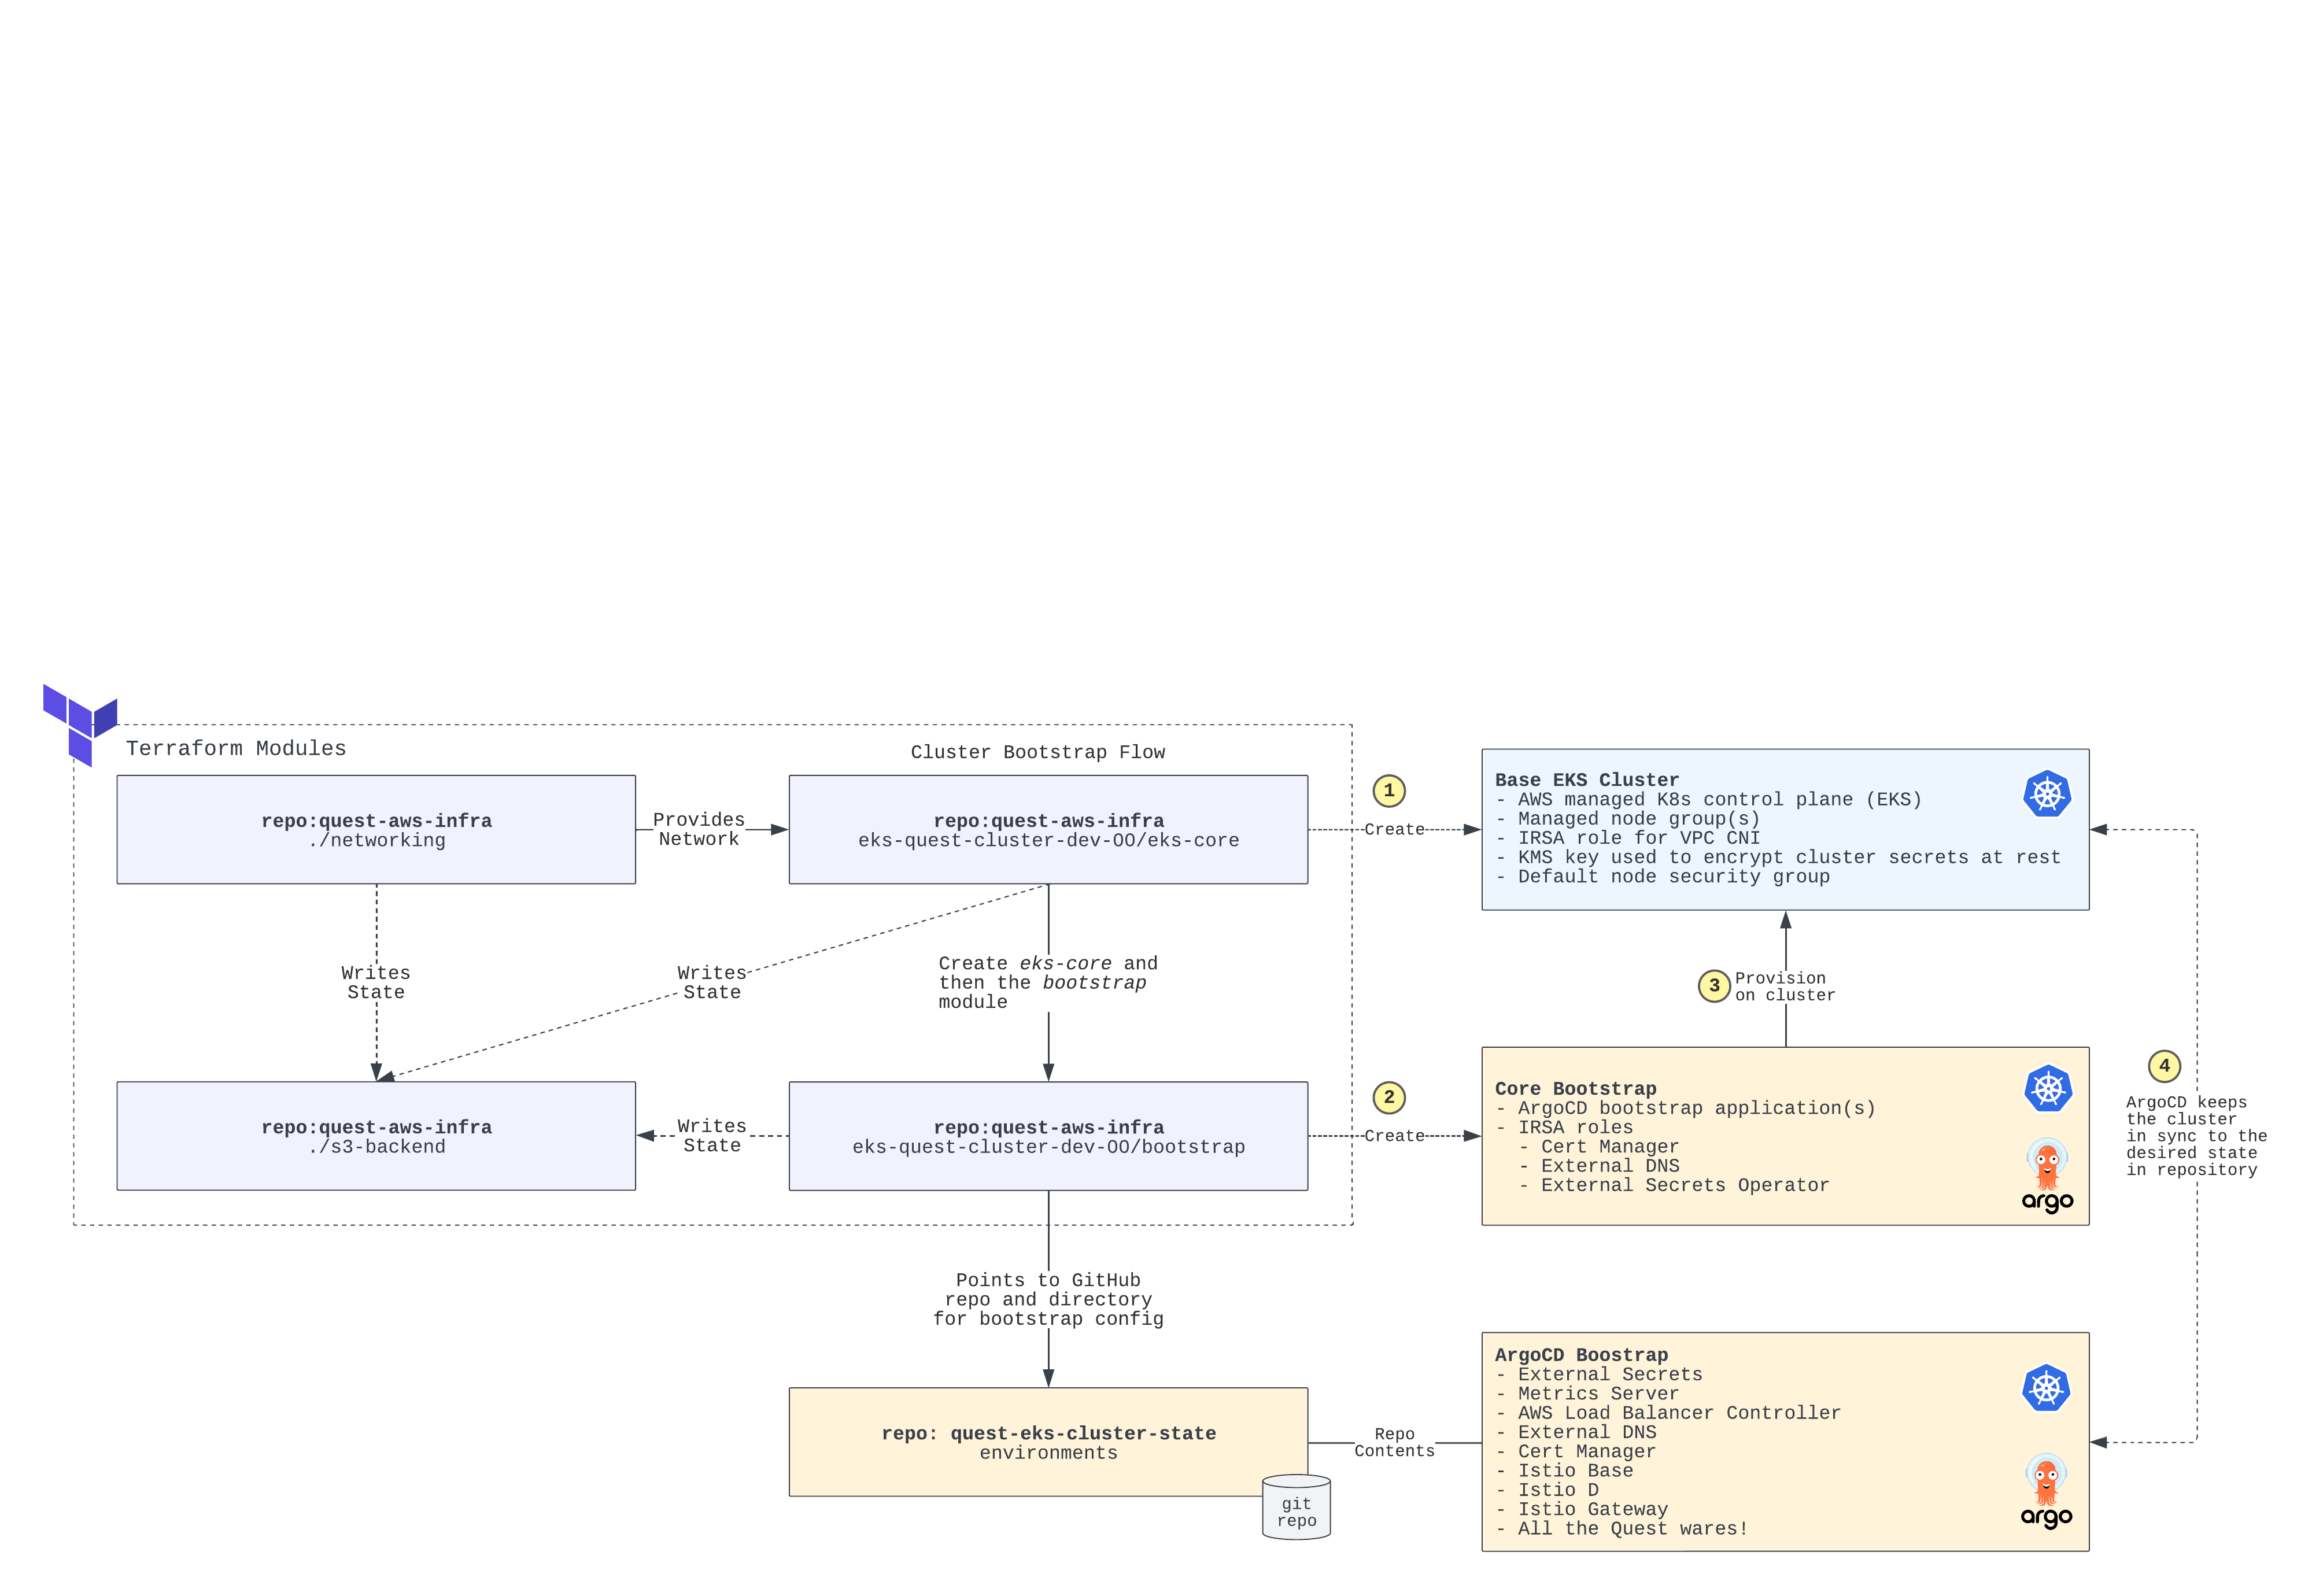 Terraform Modules
Cluster Bootstrap Flow
repo:quest-aws-infra
./networking
Provides
Network
repo:quest-aws-infra
eks-quest-cluster-dev-OO/eks-core
1
Create
Base EKS Cluster
- AWS managed K8s control plane (EKS)
- Managed node group(s)
- IRSA role for VPC CNI
- KMS key used to encrypt cluster secrets at rest
- Default node security group
Writes
State
Writes
State
Create eks-core and
then the bootstrap
module
3
Provision
on cluster
repo:quest-aws-infra
./s3-backend
Writes
State
repo:quest-aws-infra
eks-quest-cluster-dev-OO/bootstrap
2
Create
Core Bootstrap
- ArgoCD bootstrap application(s)
- IRSA roles
- Cert Manager
- External DNS
- External Secrets Operator
argo
4
ArgoCD keeps
the cluster
in sync to the
desired state
in repository
Points to GitHub
repo and directory
for bootstrap config
repo: quest-eks-cluster-state
environments
git
repo
Repo
Contents
ArgoCD Boostrap
- External Secrets
- Metrics Server
- AWS Load Balancer Controller
- External DNS
- Cert Manager
- Istio Base
- Istio D
- Istio Gateway
- All the Quest wares!
argo